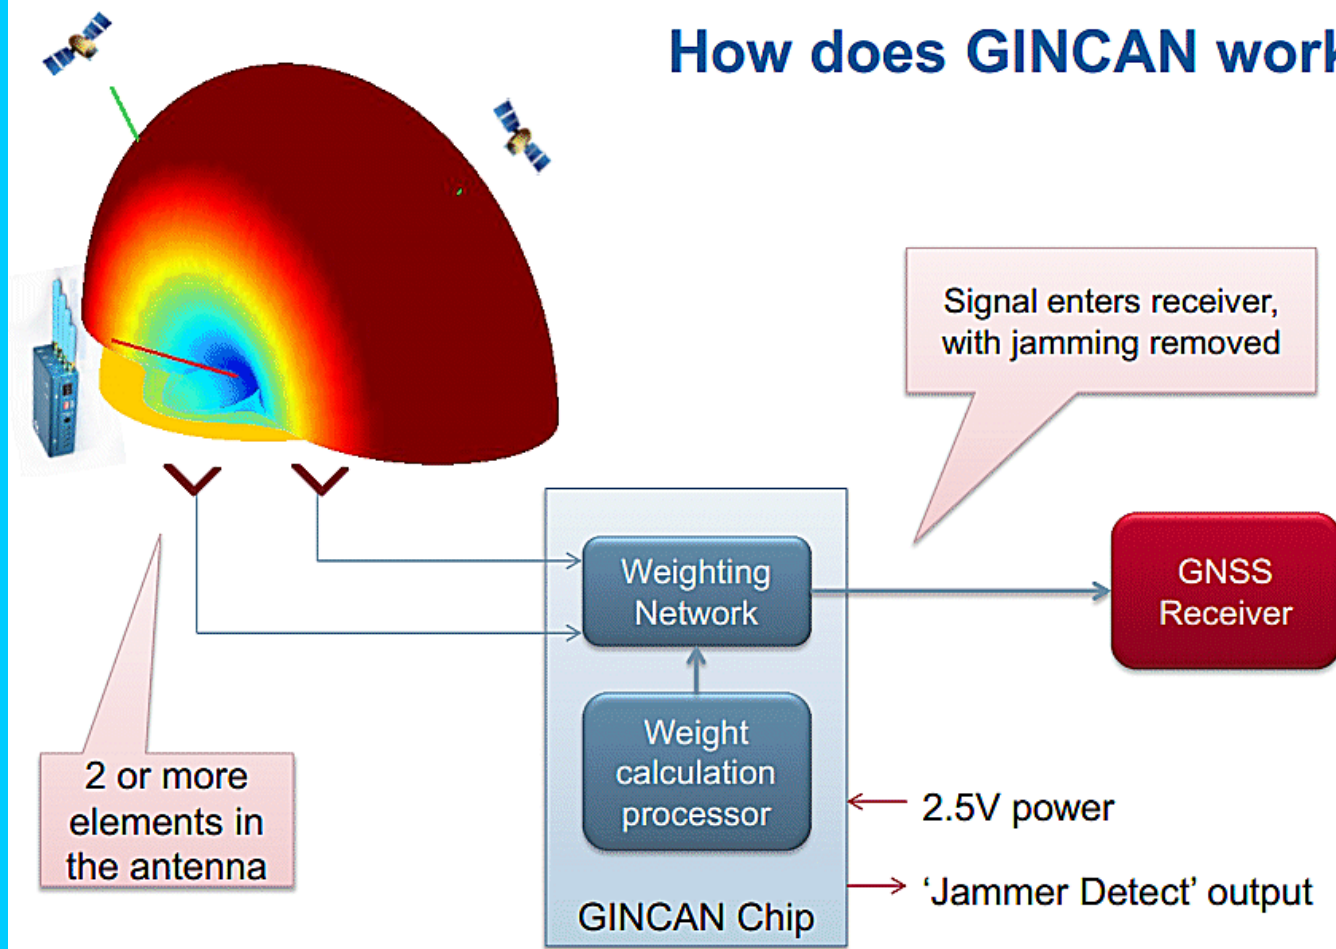 How does GINCAN work
Signal enters receiver,
with jamming removed
Weighting
Network
GNSS
Receiver
Weight
calculation
processor
2 or more
elements in
the antenna
2.5V power
‘Jammer Detect’ output
GINCAN Chip